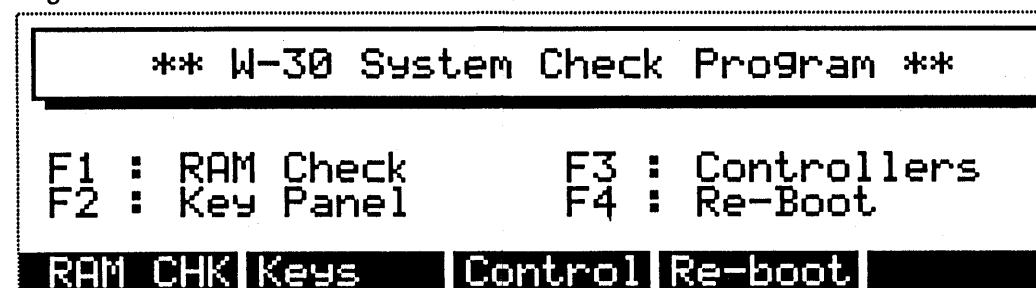 ** W-30 System Check Program **
F1 : RAM Check F3 : Controllers
F2 : Key Panel F4 : Re-Boot
RAM CHK Keys Control Re-boot